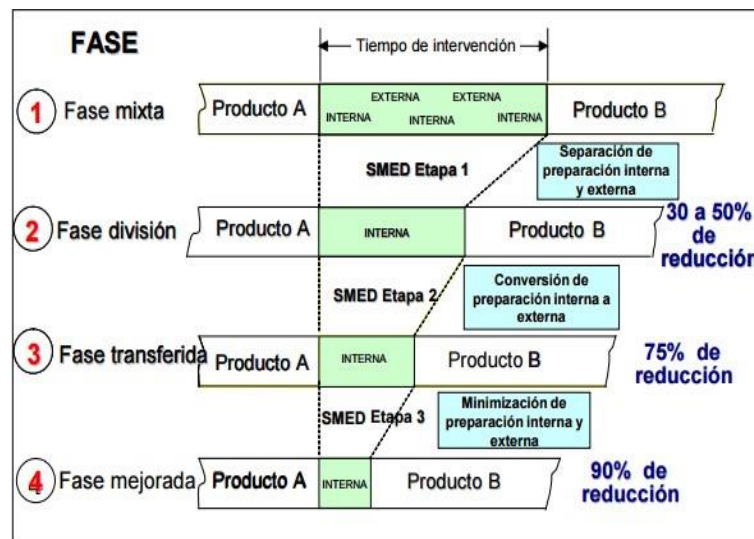 FASE
Tiempo de intervención
1 Fase mixta
Producto A
EXTERNA EXTERNA
INTERNA INTERNA INTERNA
Producto B
SMED Etapa 1
Separación de
preparación interna
y externa
2 Fase división
Producto A
INTERNA
Producto B
30 a 50%
de
reducción
SMED Etapa 2
Conversión de
preparación interna a
externa
3 Fase transferida
Producto A
INTERNA
Producto B
75% de
reducción
SMED Etapa 3
Minimización de
preparación interna y
externa
4 Fase mejorada
Producto A
INTERNA
Producto B
90% de
reducción